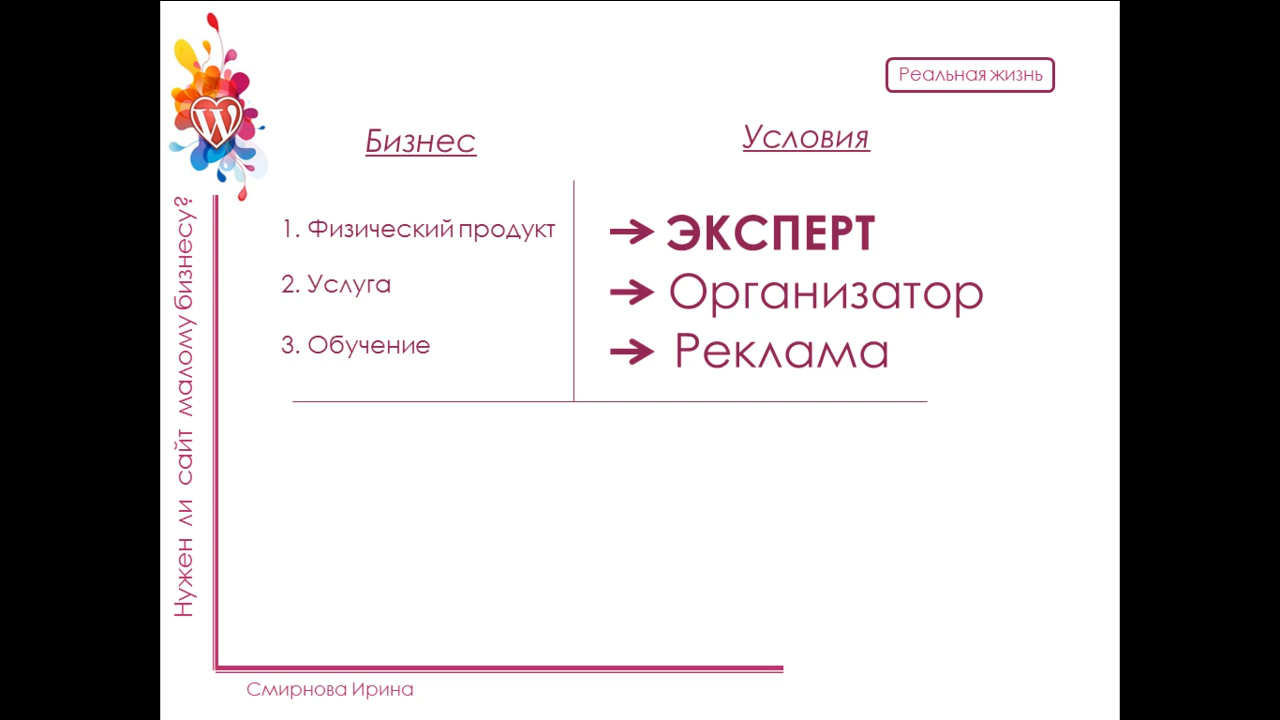 Реальная жизнь
Бизнес
Условия
1. Физический продукт
2. Услуга
3. Обучение
ЭКСПЕРТ
Организатор
Реклама
Нужен ли сайт малому бизнесу?
Смирнова Ирина
W